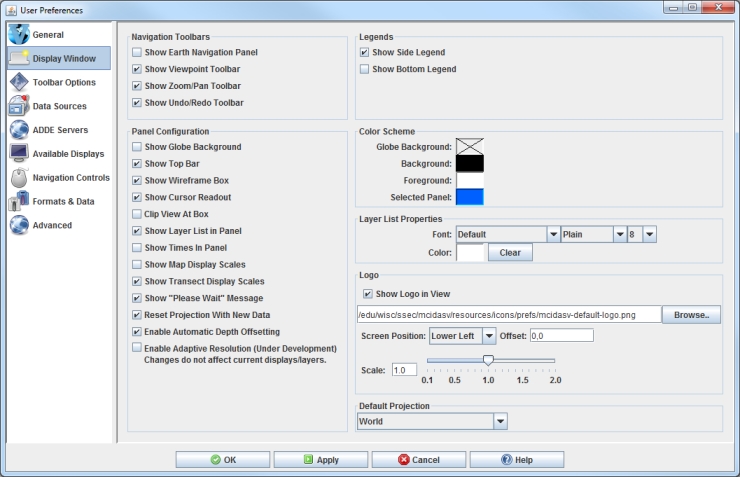 User Preferences
General
Display Window
Toolbar Options
Data Sources
ADDE Servers
Available Displays
Navigation Controls
Formats & Data
Advanced
Navigation Toolbars
Show Earth Navigation Panel
Show Viewpoint Toolbar
Show Zoom/Pan Toolbar
Show Undo/Redo Toolbar
Panel Configuration
Show Globe Background
Show Top Bar
Show Wireframe Box
Show Cursor Readout
Clip View At Box
Show Layer List in Panel
Show Times In Panel
Show Map Display Scales
Show Transect Display Scales
Show "Please Wait" Message
Reset Projection With New Data
Enable Automatic Depth Offsetting
Enable Adaptive Resolution (Under Development)
Changes do not affect current displays/layers.
Legends
Show Side Legend
Show Bottom Legend
Color Scheme
Globe Background:
Background:
Foreground:
Selected Panel:
Layer List Properties
Font: Default Plain 8
Color: Clear
Logo
Show Logo in View
/edu/wisc/ssec/mcidasv/resources/icons/prefs/mcidasv-default-logo.png Browse..
Screen Position: Lower Left Offset: 0,0
Scale: 1.0
0.1 0.5 1.0 1.5 2.0
Default Projection
World
OK Apply Cancel Help